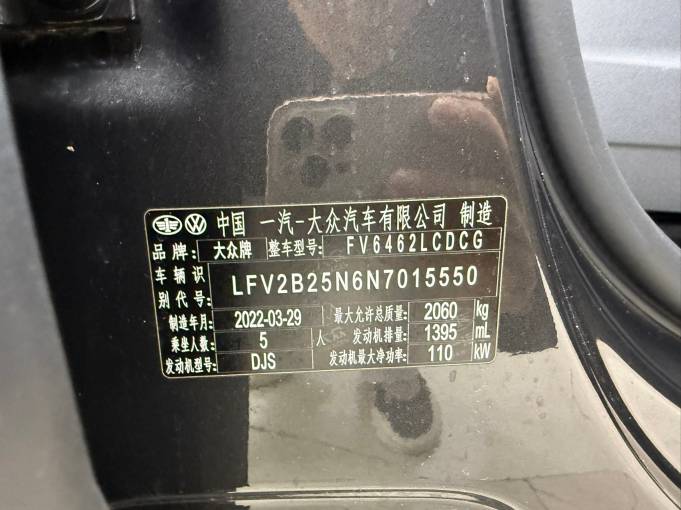 中国 一汽-大众汽车有限公司 制造
品牌: 大众牌 整车型号: FV6462LCDCG
车辆识别代号: LFV2B25N6N7015550
制造年月: 2022-03-29 最大允许总质量: 2060 kg
乘坐人数: 5 人 发动机排量: 1395 mL
发动机型号: DJS 发动机最大净功率: 110 kW